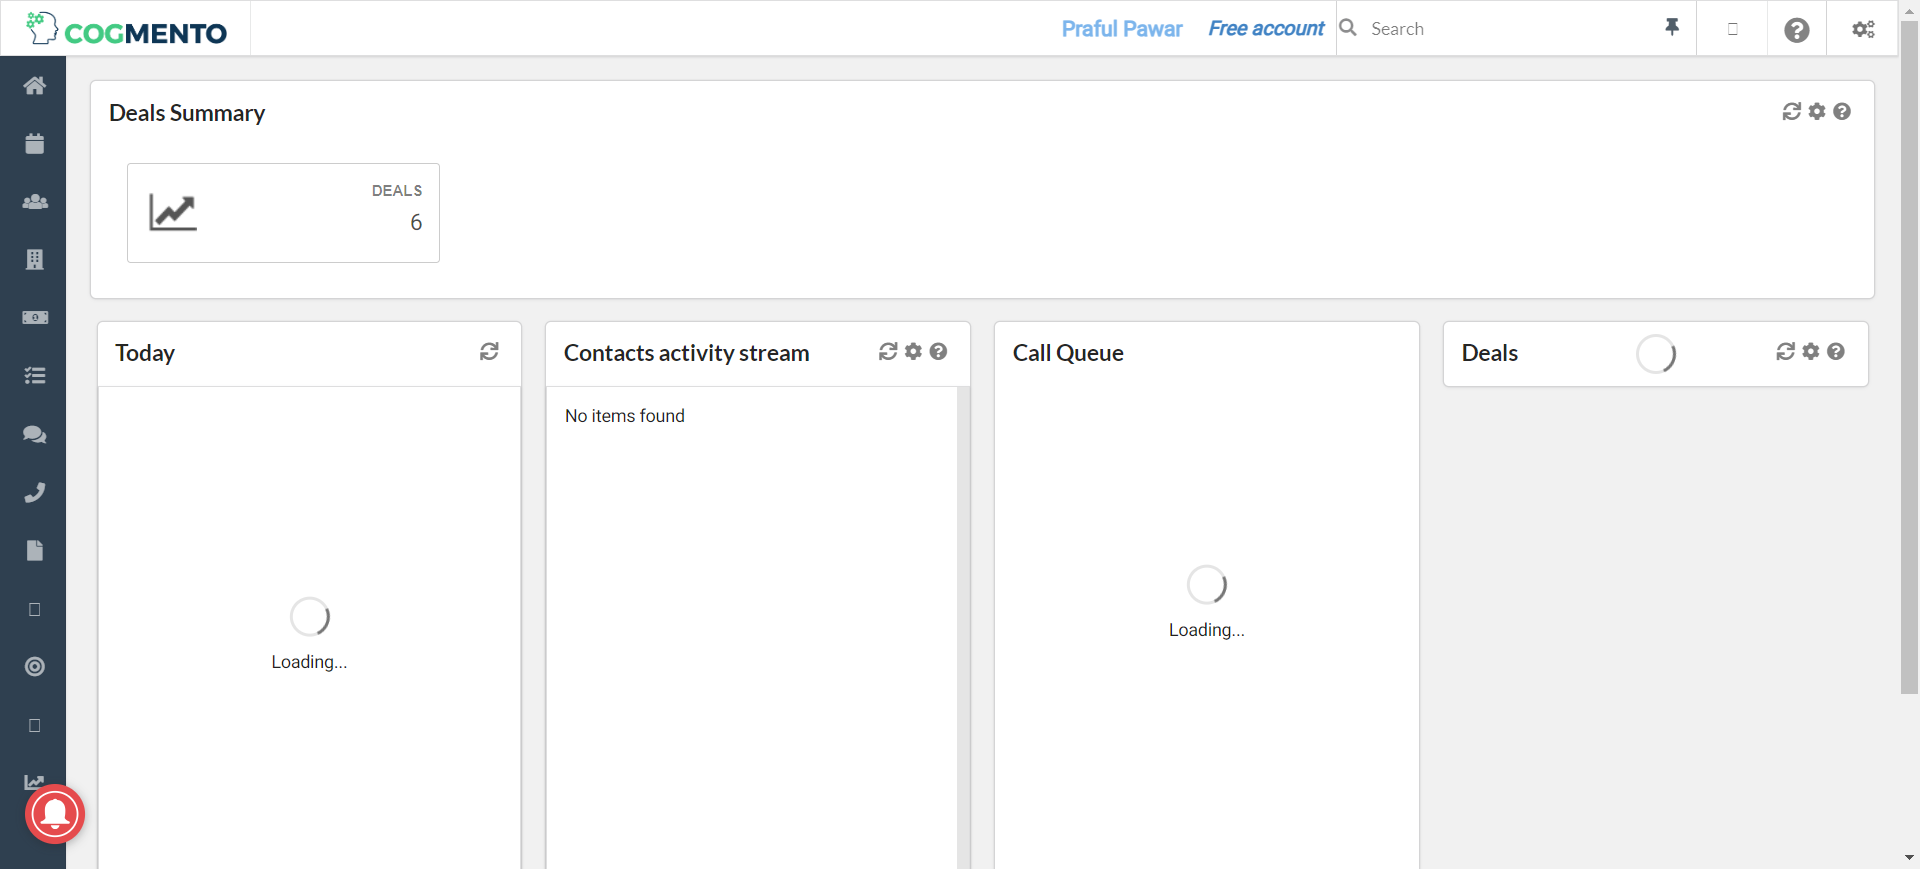 COGMENTO
Praful Pawar
Free account
Search
Deals Summary
DEALS
6
Today
Contacts activity stream
Call Queue
Deals
No items found
Loading...
Loading...